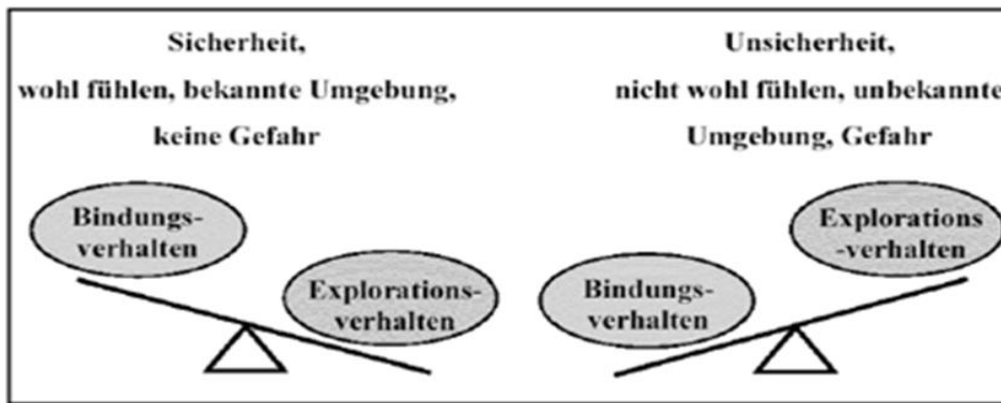 Sicherheit,
wohl fühlen, bekannte Umgebung,
keine Gefahr
Bindungs-
verhalten
Explorations-
verhalten
Unsicherheit,
nicht wohl fühlen, unbekannte
Umgebung, Gefahr
Bindungs-
verhalten
Explorations
-verhalten